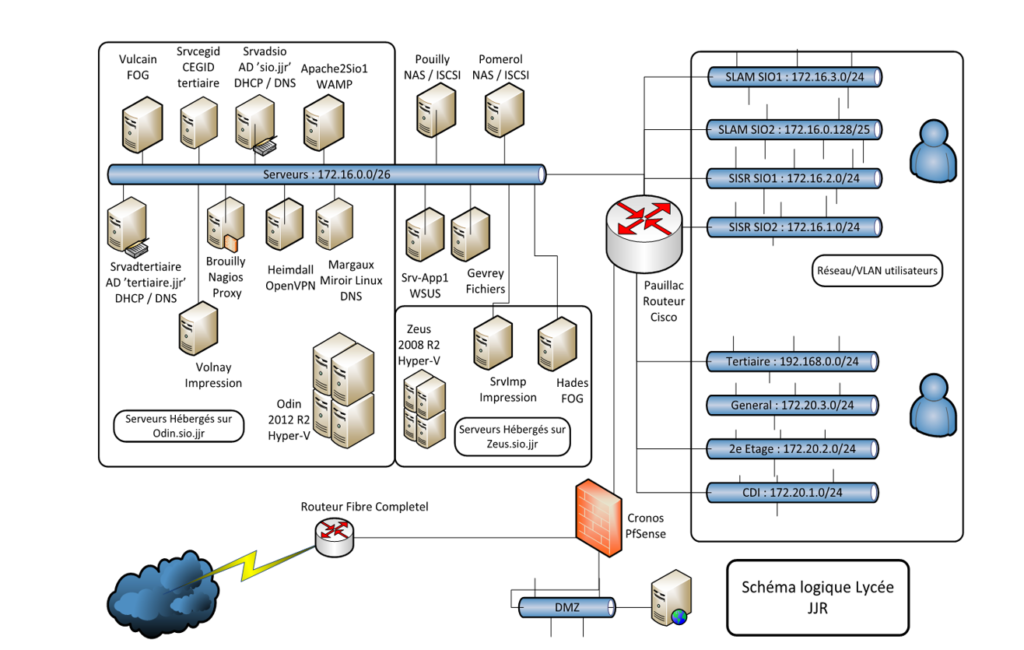 Vulcain
FOG
Srvcegid
CEGID
tertiaire
Srvadsio
AD 'sio.jjr'
DHCP / DNS
Apache2Sio1
WAMP
Pouilly
NAS / ISCSI
Pomerol
NAS / ISCSI
Serveurs : 172.16.0.0/26
Srvadtertiaire
AD 'tertiaire.jjr'
DHCP / DNS
Brouilly
Nagios
Proxy
Heimdall
OpenVPN
Margaux
Miroir Linux
DNS
Srv-App1
WSUS
Gevrey
Fichiers
Volnay
Impression
Odin
2012 R2
Hyper-V
Serveurs Hébergés sur
Odin.sio.jjr
Zeus
2008 R2
Hyper-V
SrvImp
Impression
Hades
FOG
Serveurs Hébergés sur
Zeus.sio.jjr
Pauillac
Routeur
Cisco
SLAM SIO1 : 172.16.3.0/24
SLAM SIO2 : 172.16.0.128/25
SISR SIO1 : 172.16.2.0/24
SISR SIO2 : 172.16.1.0/24
Réseau/VLAN utilisateurs
Tertiaire : 192.168.0.0/24
General : 172.20.3.0/24
2e Etage : 172.20.2.0/24
CDI : 172.20.1.0/24
Routeur Fibre Completel
Cronos
PfSense
DMZ
Schéma logique Lycée
JJR